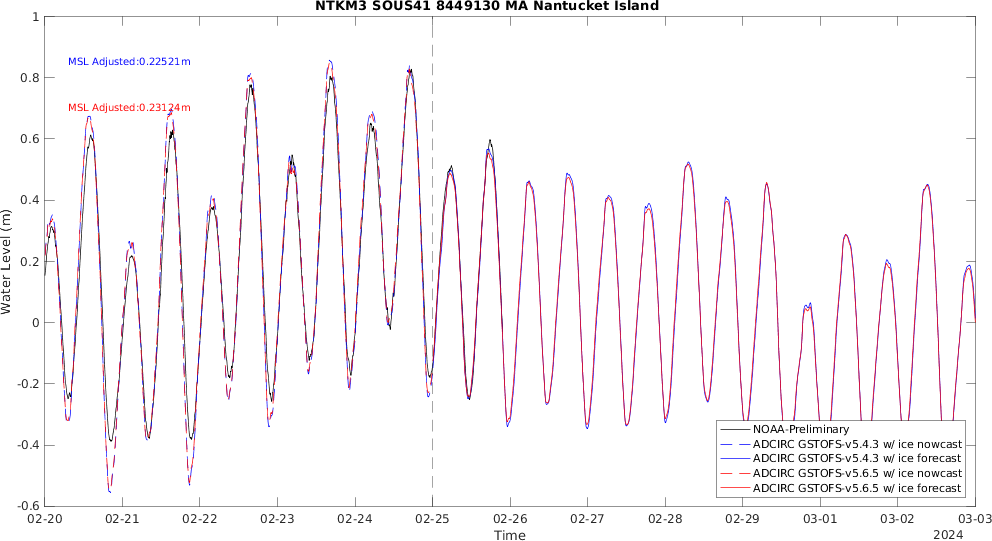 NTKM3 SOUS41 8449130 MA Nantucket Island
1
0.8
0.6
0.4
0.2
0
-0.2
-0.4
-0.6
Water Level (m)
MSL Adjusted:0.22521m
MSL Adjusted:0.23124m
NOAA-Preliminary
ADCIRC GSTOFS-v5.4.3 w/ ice nowcast
ADCIRC GSTOFS-v5.4.3 w/ ice forecast
ADCIRC GSTOFS-v5.6.5 w/ ice nowcast
ADCIRC GSTOFS-v5.6.5 w/ ice forecast
02-20 02-21 02-22 02-23 02-24 02-25 02-26 02-27 02-28 02-29 03-01 03-02 03-03
Time
2024